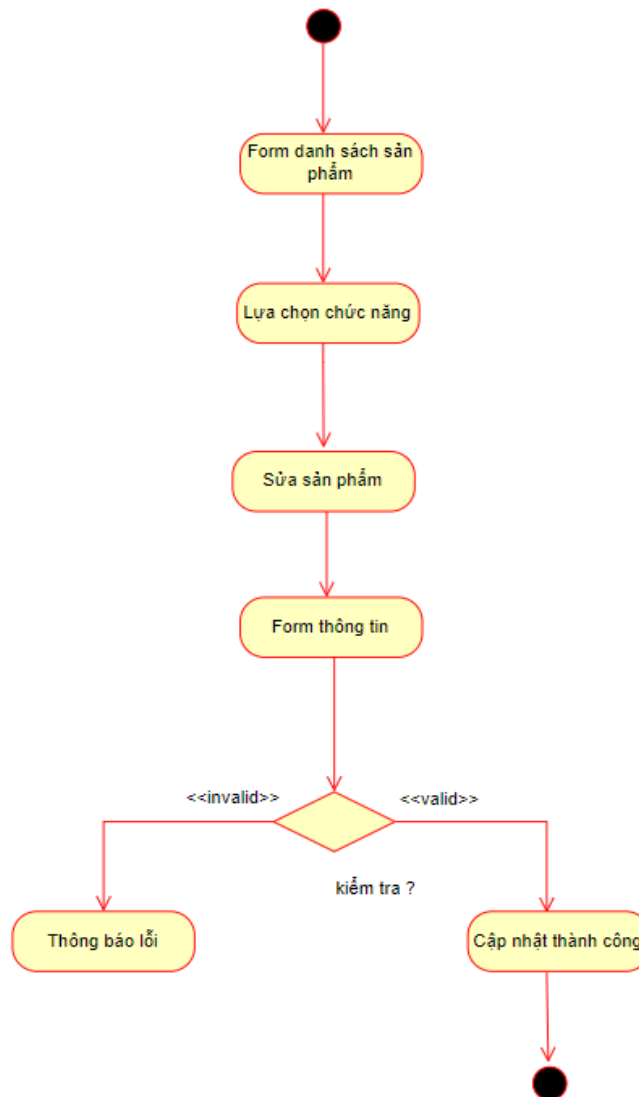 Form danh sách sản
phẩm
Lựa chọn chức năng
Sửa sản phẩm
Form thông tin
<<invalid>>
<<valid>>
kiểm tra ?
Thông báo lỗi
Cập nhật thành công